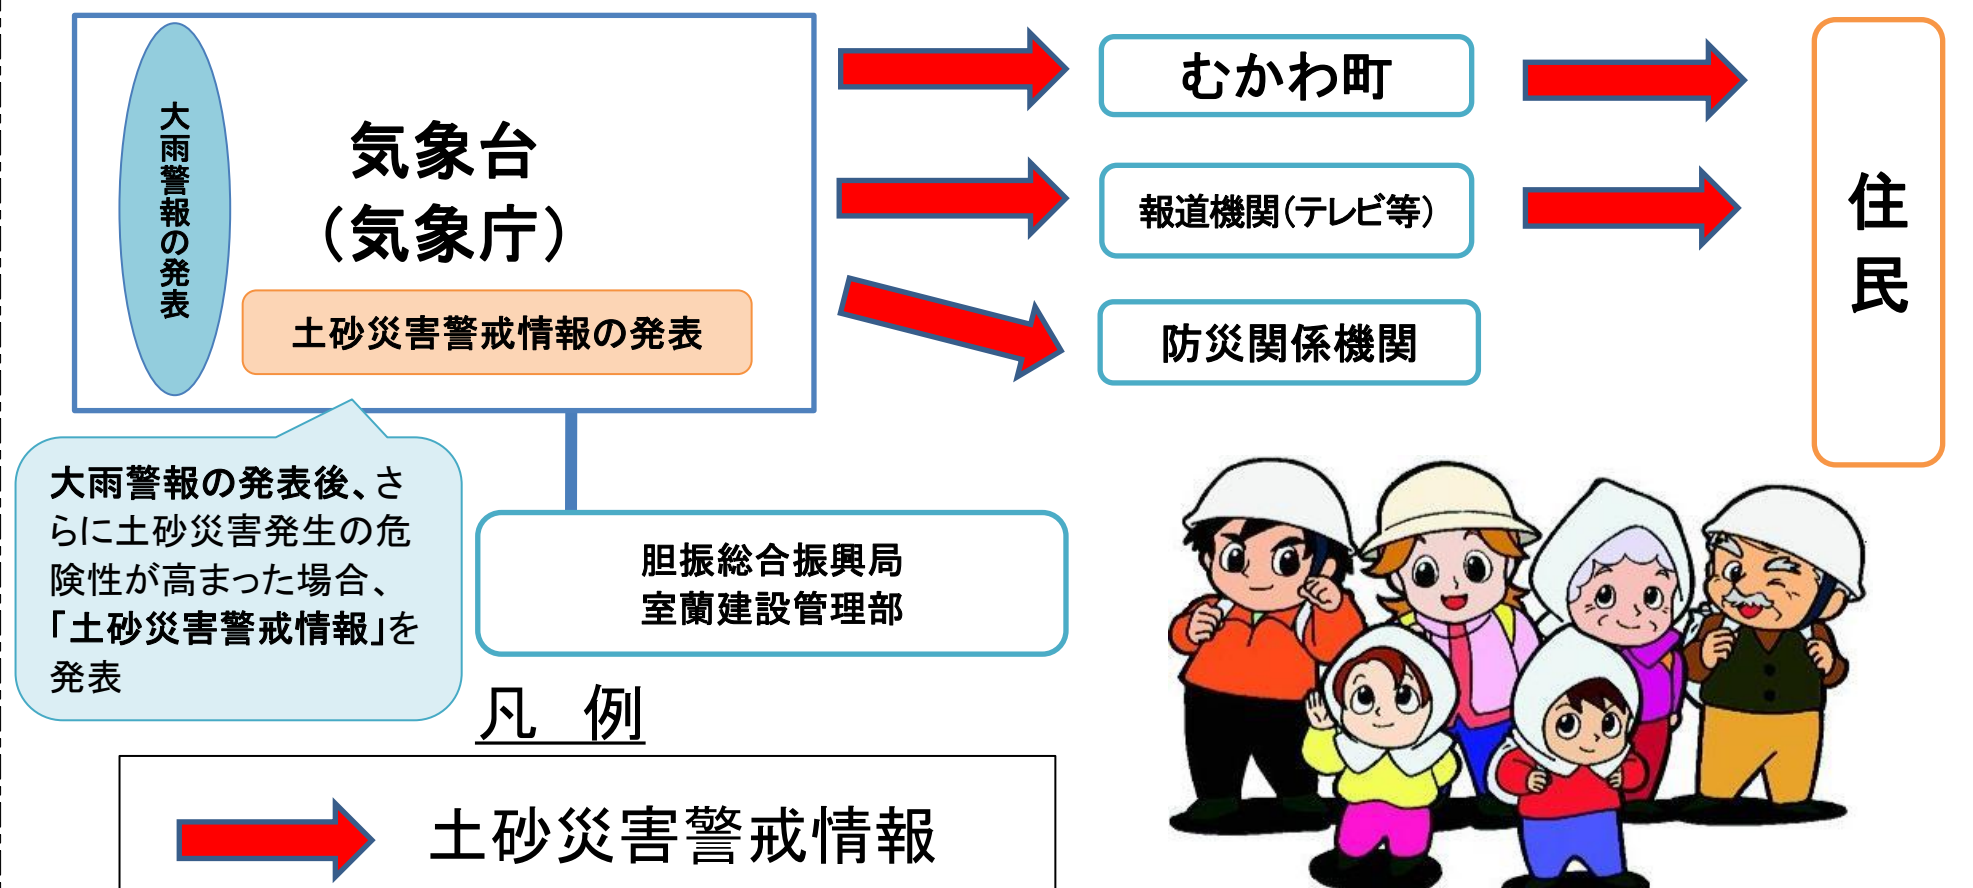 大雨警報の発表
気象台
（気象庁）
土砂災害警戒情報の発表
むかわ町
報道機関（テレビ等）
防災関係機関
住民
大雨警報の発表後、さ
らに土砂災害発生の危
険性が高まった場合、
「土砂災害警戒情報」を
発表
胆振総合振興局
室蘭建設管理部
凡　例
土砂災害警戒情報